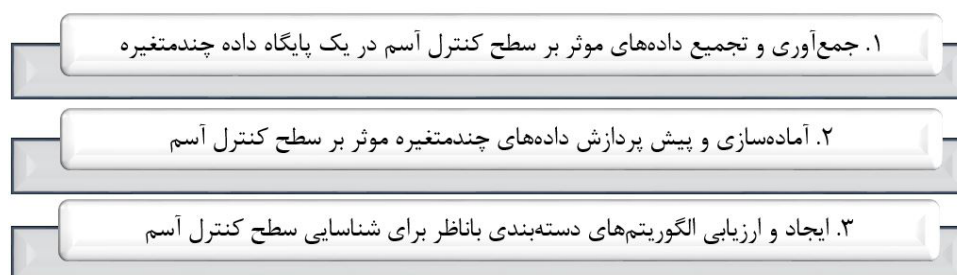 ۱. جمع‌آوری و تجمیع داده‌های موثر بر سطح کنترل آسم در یک پایگاه داده چندمتغیره
۲. آماده‌سازی و پیش پردازش داده‌های چندمتغیره موثر بر سطح کنترل آسم
۳. ایجاد و ارزیابی الگوریتم‌های دسته‌بندی باناظر برای شناسایی سطح کنترل آسم